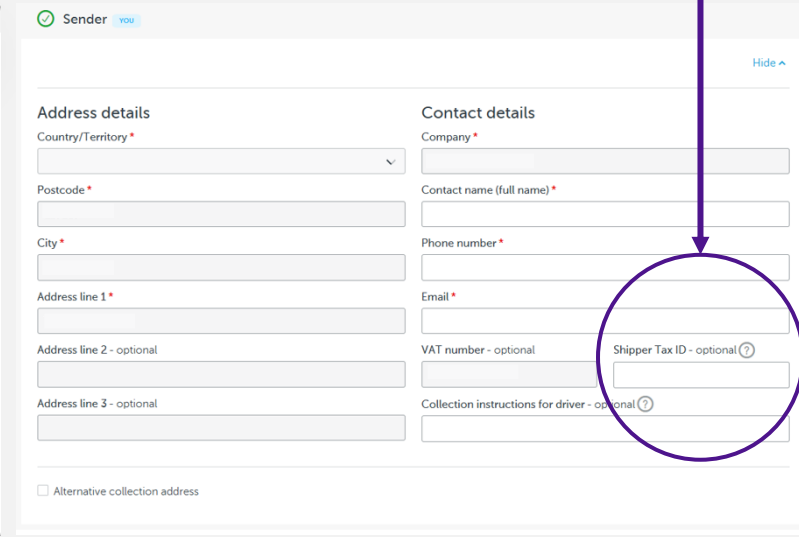 Sender YOU
Hide
Address details
Country/Territory *
Postcode *
City *
Address line 1 *
Address line 2 - optional
Address line 3 - optional
Contact details
Company *
Contact name (full name) *
Phone number *
Email *
VAT number - optional
Shipper Tax ID - optional ?
Collection instructions for driver - optional ?
Alternative collection address